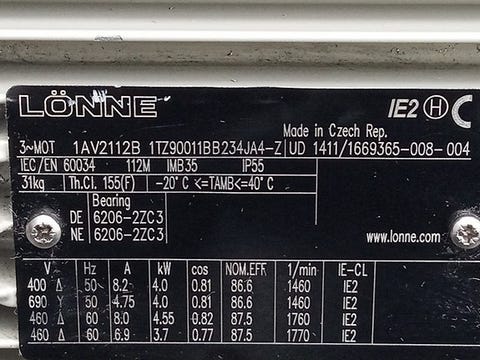 LÖNNE IE2 H C
Made in Czech Rep.
3~MOT 1AV2112B 1TZ90011BB234JA4-Z UD 1411/1669365-008-004
IEC/EN 60034 112M IMB35 IP55
31kg Th.Cl. 155(F) -20°C <=TAMB<=40°C
Bearing
DE 6206-2ZC3
NE 6206-2ZC3
www.lonne.com
V Hz A kW cos NOM.EFF 1/min IE-CL
400 Δ 50 8.2 4.0 0.81 86.6 1460 IE2
690 Y 50 4.75 4.0 0.81 86.6 1460 IE2
460 Δ 60 8.0 4.55 0.82 87.5 1760 IE2
460 Δ 60 6.9 3.7 0.77 87.5 1770 IE2